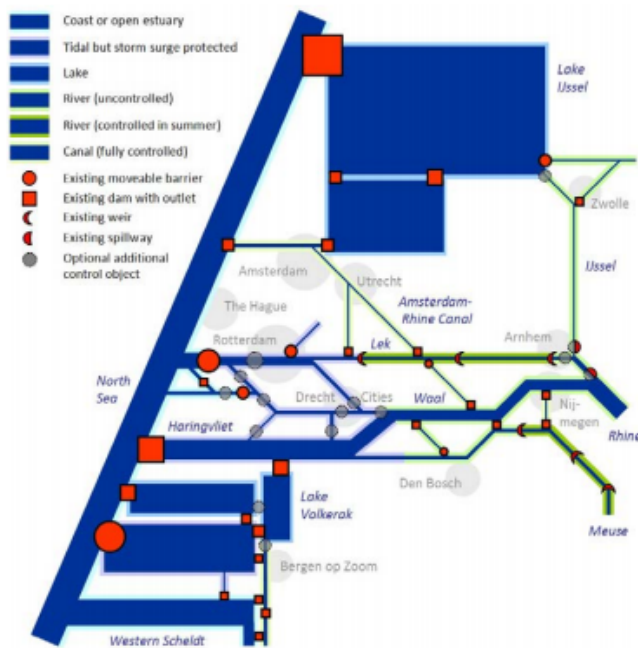 Coast or open estuary
Tidal but storm surge protected
Lake
River (uncontrolled)
River (controlled in summer)
Canal (fully controlled)
Existing moveable barrier
Existing dam with outlet
Existing weir
Existing spillway
Optional additional
control object
Lake
IJssel
Zwolle
IJssel
Amsterdam
Utrecht
Amsterdam-
Rhine Canal
The Hague
Rotterdam
Lek
Arnhem
North
Sea
Drecht
Cities
Waal
Nij-
megen
Rhine
Haringvliet
Den Bosch
Lake
Volkerak
Meuse
Bergen op Zoom
Western Scheldt